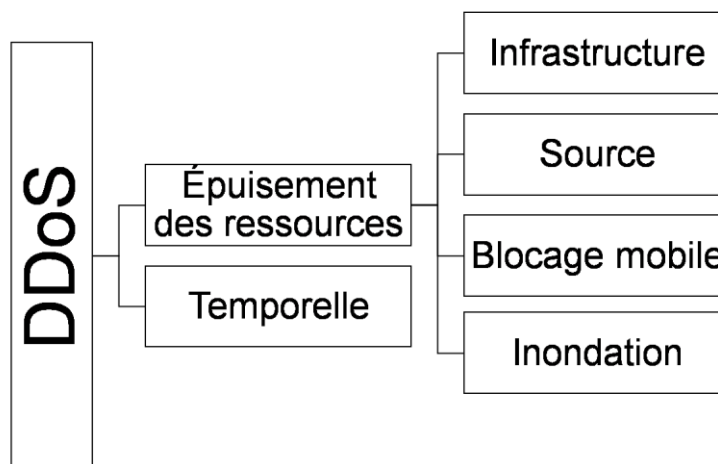 DDoS
Épuisement
des ressources
Temporelle
Infrastructure
Source
Blocage mobile
Inondation